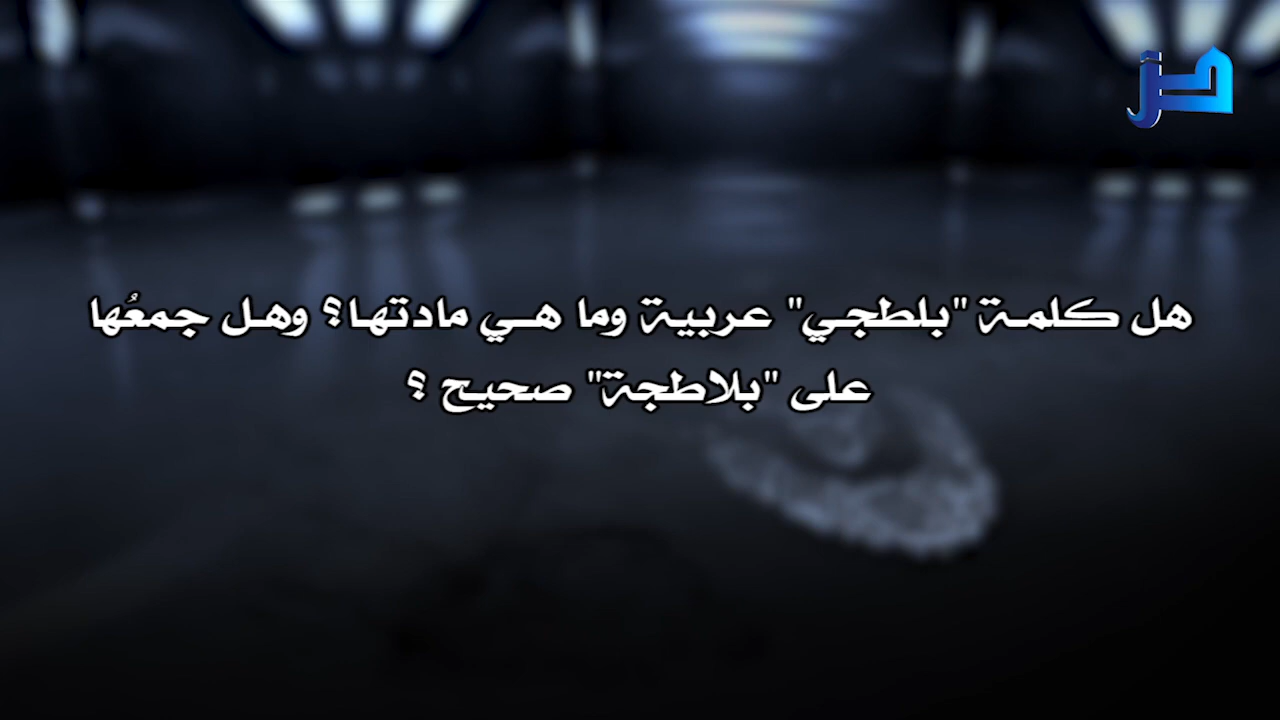 هل كلمة "بلطجي" عربية وما هي مادتها؟ وهل جمعُها
على "بلاطجة" صحيح ؟